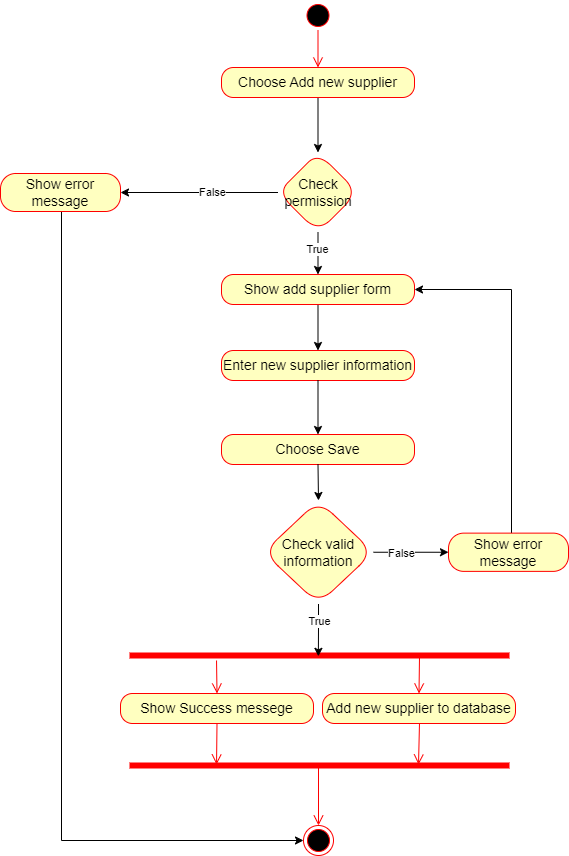 Choose Add new supplier
Check
permission
False
Show error
message
True
Show add supplier form
Enter new supplier information
Choose Save
Check valid
information
False
Show error
message
True
Show Success messege
Add new supplier to database